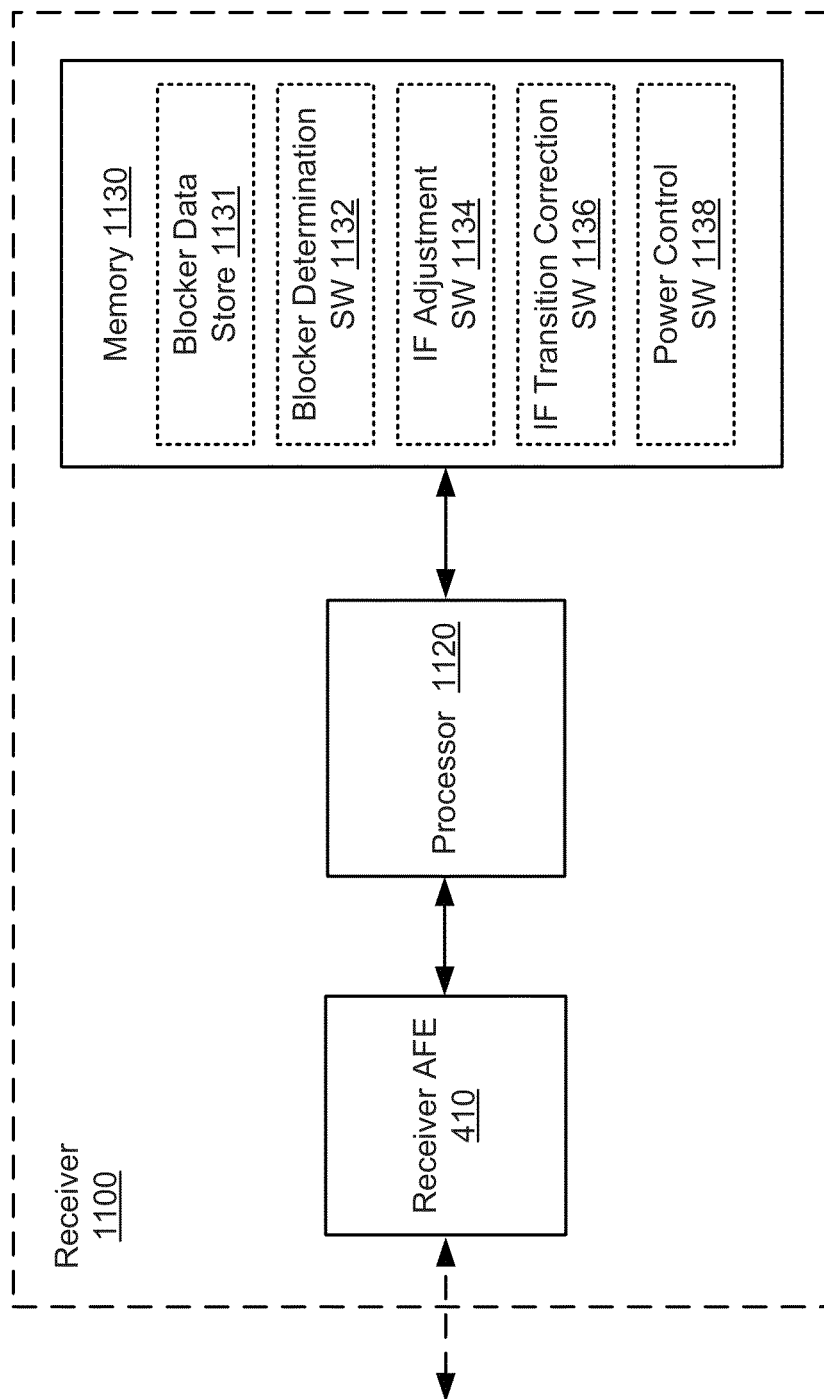 Receiver
1100
Receiver AFE
410
Processor 1120
Memory 1130
Blocker Data
Store 1131
Blocker Determination
SW 1132
IF Adjustment
SW 1134
IF Transition Correction
SW 1136
Power Control
SW 1138